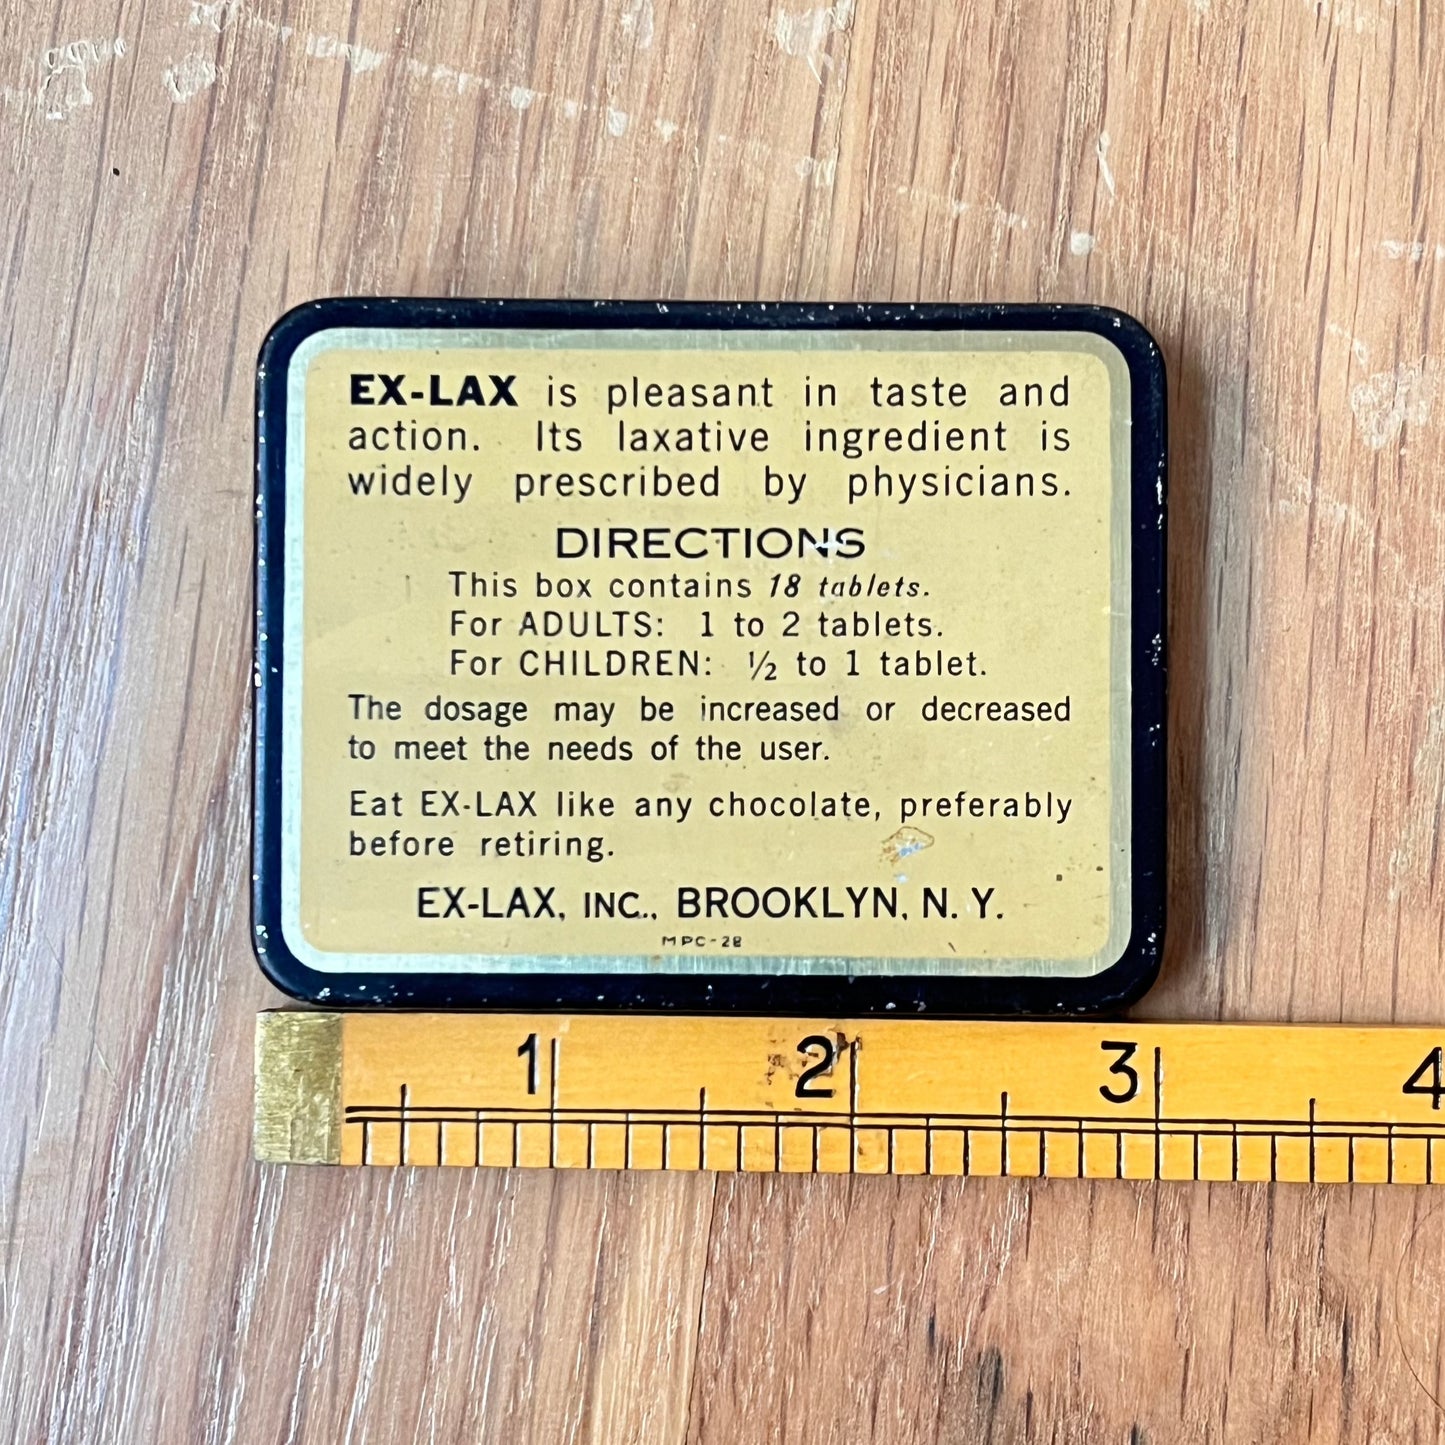 EX-LAX is pleasant in taste and
action. Its laxative ingredient is
widely prescribed by physicians.
DIRECTIONS
This box contains 18 tablets.
For ADULTS: 1 to 2 tablets.
For CHILDREN: ½ to 1 tablet.
The dosage may be increased or decreased
to meet the needs of the user.
Eat EX-LAX like any chocolate, preferably
before retiring.
EX-LAX, INC., BROOKLYN, N. Y.
MPC-28
1 2 3 4